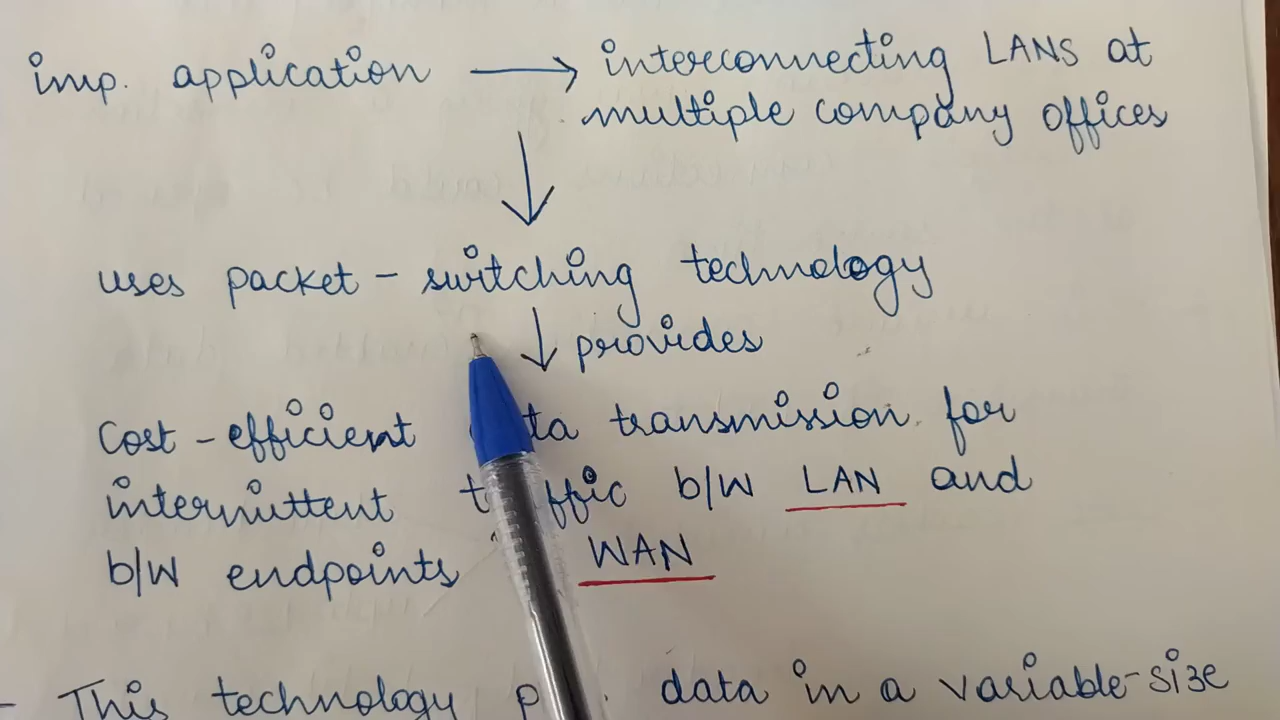 imp. application → interconnecting LANS at
multiple company offices
↓
uses packet - switching technology
↓ provides
Cost - efficient transmission for
intermittent b/w LAN and
b/w endpoints WAN
- This technology data in a variable-size